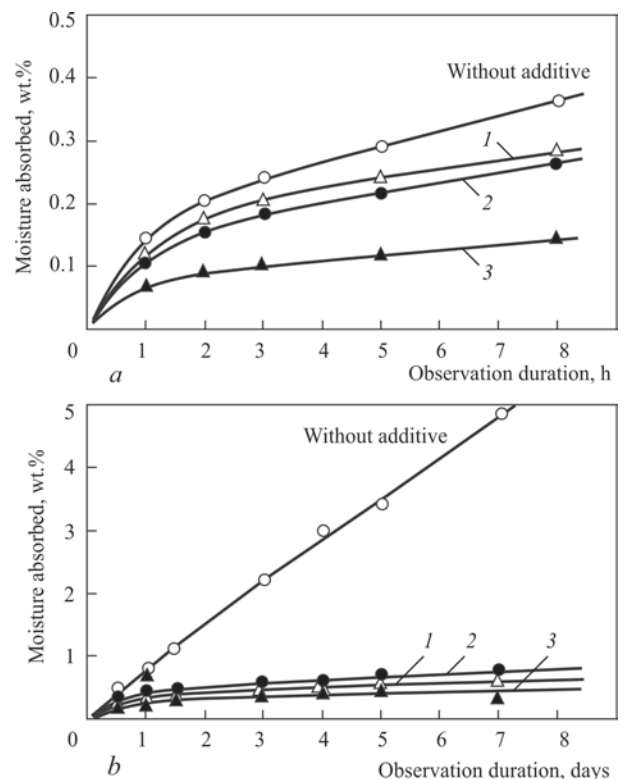 0.5
0.4
0.3
0.2
0.1
0
Moisture absorbed, wt.%
Without additive
1
2
3
1 2 3 4 5 6 7 8
a Observation duration, h
5
4
3
2
1
0
Moisture absorbed, wt.%
Without additive
1 2 3
1 2 3 4 5 6 7 8
b Observation duration, days